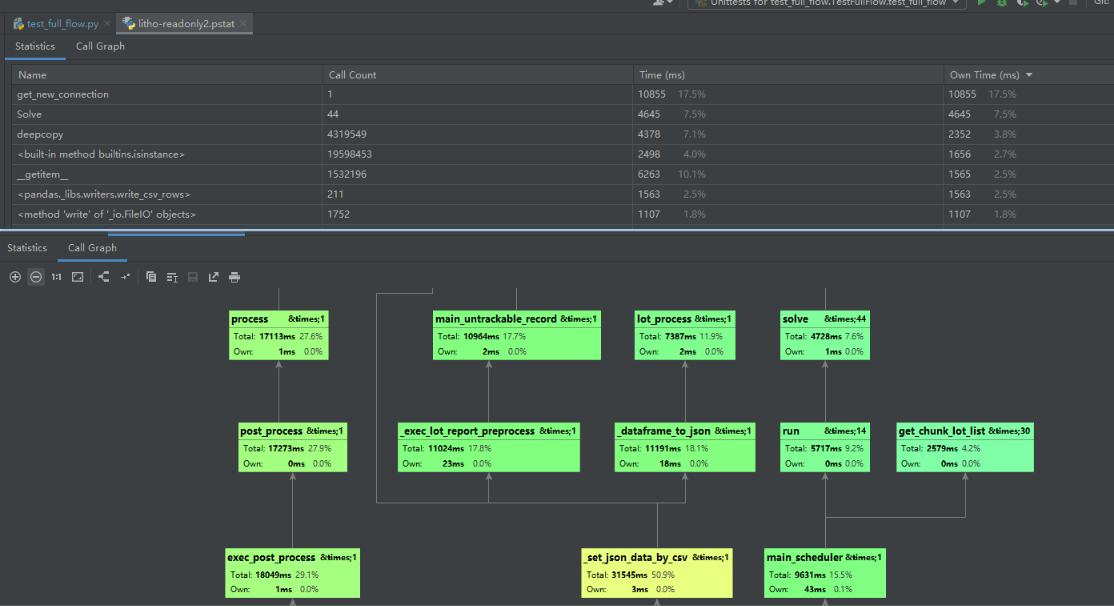 Unittests for test_full_flow.TestFullFlow.test_full_flow
Git:
test_full_flow.py
litho-readonly2.pstat
Statistics Call Graph
Name Call Count Time (ms) Own Time (ms)
get_new_connection 1 10855 17.5% 10855 17.5%
Solve 44 4645 7.5% 4645 7.5%
deepcopy 4319549 4378 7.1% 2352 3.8%
<built-in method builtins.isinstance> 19598453 2498 4.0% 1656 2.7%
__getitem__ 1532196 6263 10.1% 1565 2.5%
<pandas._libs.writers.write_csv_rows> 211 1563 2.5% 1563 2.5%
<method 'write' of '_io.FileIO' objects> 1752 1107 1.8% 1107 1.8%
Statistics Call Graph
1:1
process &times;1
Total: 17113ms 27.6%
Own: 1ms 0.0%
main_untrackable_record &times;1
Total: 10964ms 17.7%
Own: 2ms 0.0%
lot_process &times;1
Total: 7387ms 11.9%
Own: 2ms 0.0%
solve &times;44
Total: 4728ms 7.6%
Own: 1ms 0.0%
post_process &times;1
Total: 17273ms 27.9%
Own: 0ms 0.0%
_exec_lot_report_preprocess &times;1
Total: 11024ms 17.8%
Own: 23ms 0.0%
_dataframe_to_json &times;1
Total: 11191ms 18.1%
Own: 18ms 0.0%
run &times;14
Total: 5717ms 9.2%
Own: 0ms 0.0%
get_chunk_lot_list &times;30
Total: 2579ms 4.2%
Own: 0ms 0.0%
exec_post_process &times;1
Total: 18049ms 29.1%
Own: 1ms 0.0%
_set_json_data_by_csv &times;1
Total: 31545ms 50.9%
Own: 3ms 0.0%
main_scheduler &times;1
Total: 9631ms 15.5%
Own: 43ms 0.1%